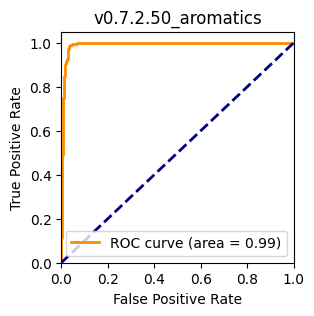 v0.7.2.50_aromatics
True Positive Rate
1.0
0.8
0.6
0.4
0.2
0.0
ROC curve (area = 0.99)
0.0 0.2 0.4 0.6 0.8 1.0
False Positive Rate